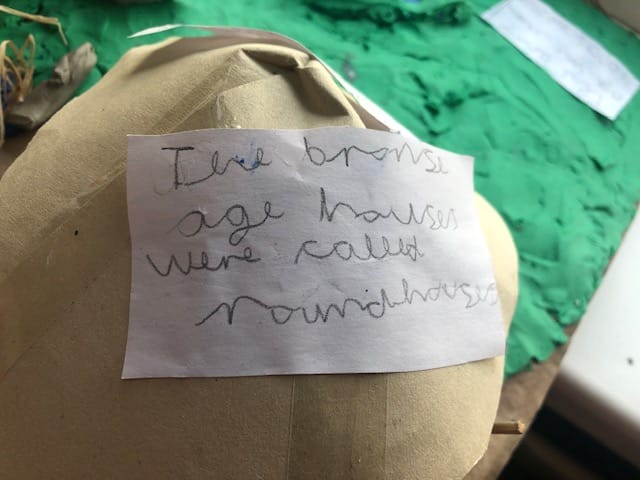 The bronse
age houses
were called
roundhouses